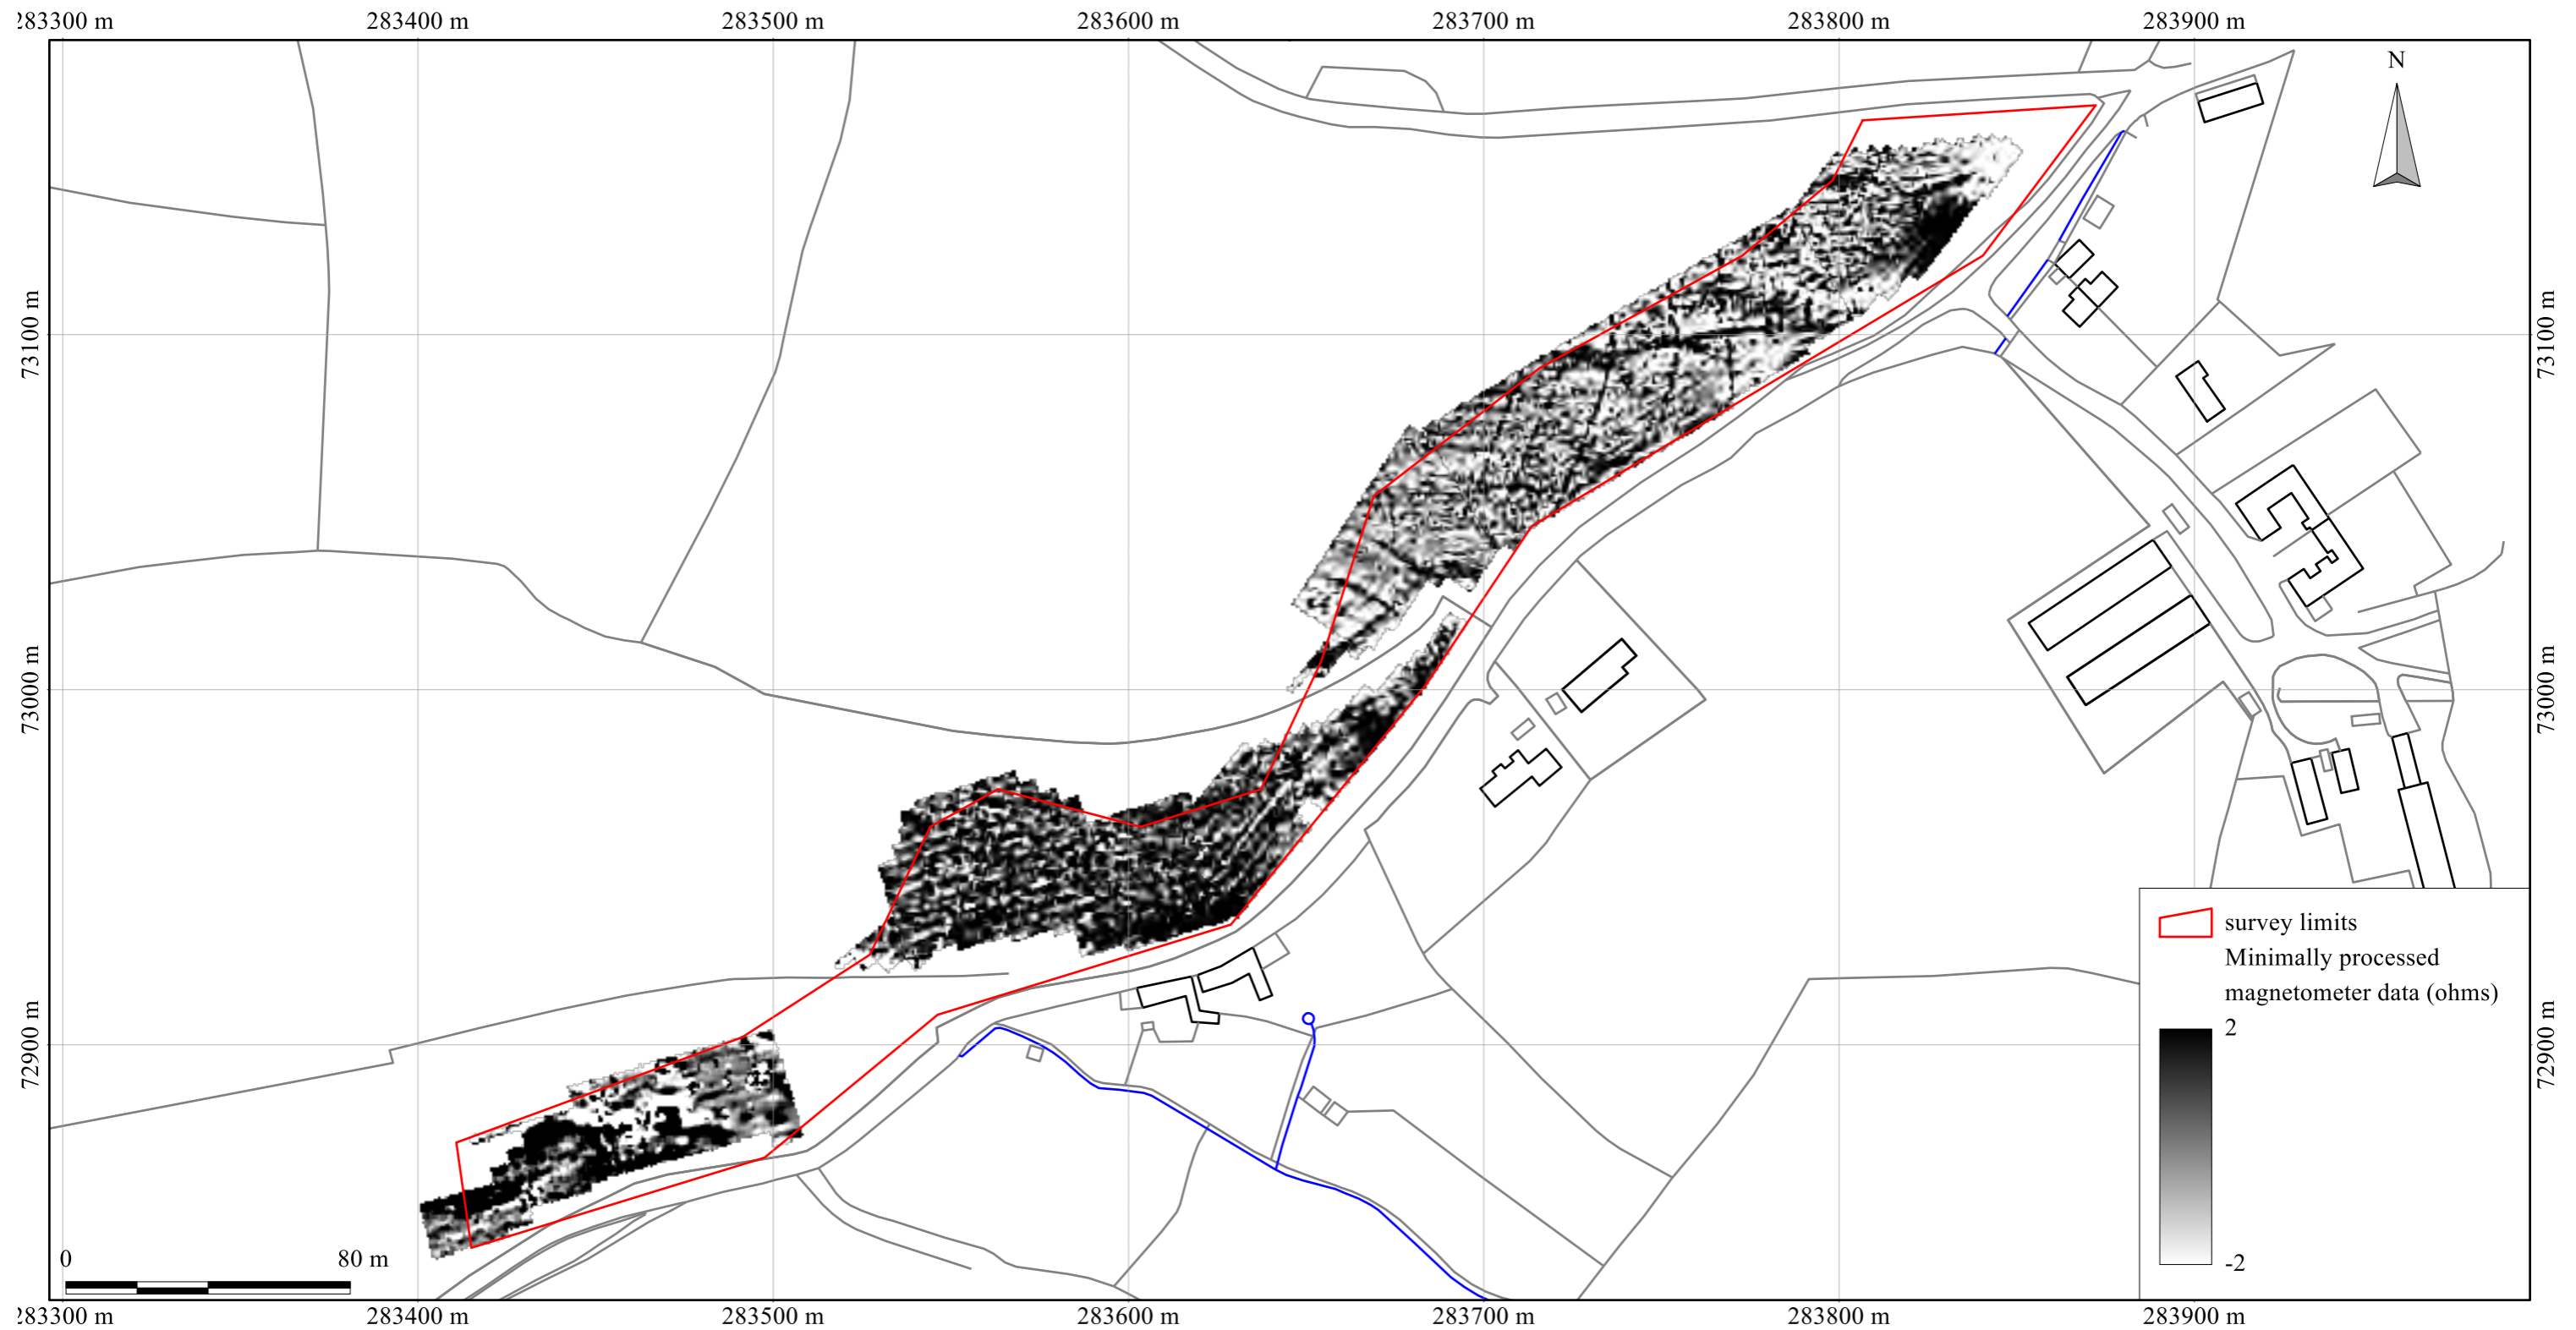 283300 m 283400 m 283500 m 283600 m 283700 m 283800 m 283900 m
N
73100 m 73100 m
73000 m 73000 m
72900 m 72900 m
survey limits
Minimally processed
magnetometer data (ohms)
2
-2
0 80 m
283300 m 283400 m 283500 m 283600 m 283700 m 283800 m 283900 m